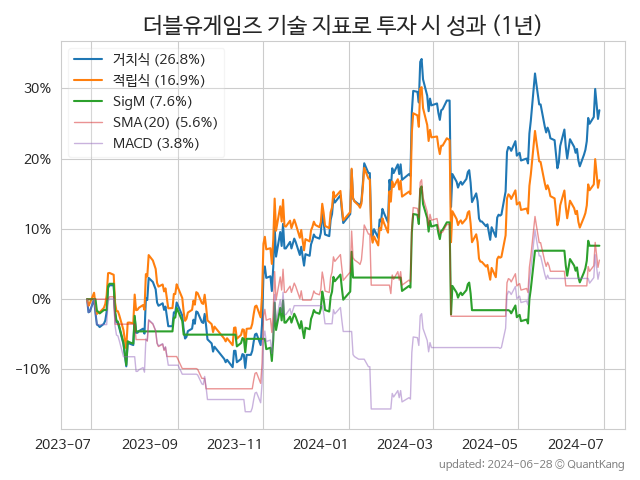 더블유게임즈 기술 지표로 투자 시 성과 (1년)
거치식 (26.8%)
적립식 (16.9%)
SigM (7.6%)
SMA(20) (5.6%)
MACD (3.8%)
30%
20%
10%
0%
−10%
2023-07 2023-09 2023-11 2024-01 2024-03 2024-05 2024-07
updated: 2024-06-28 © QuantKang